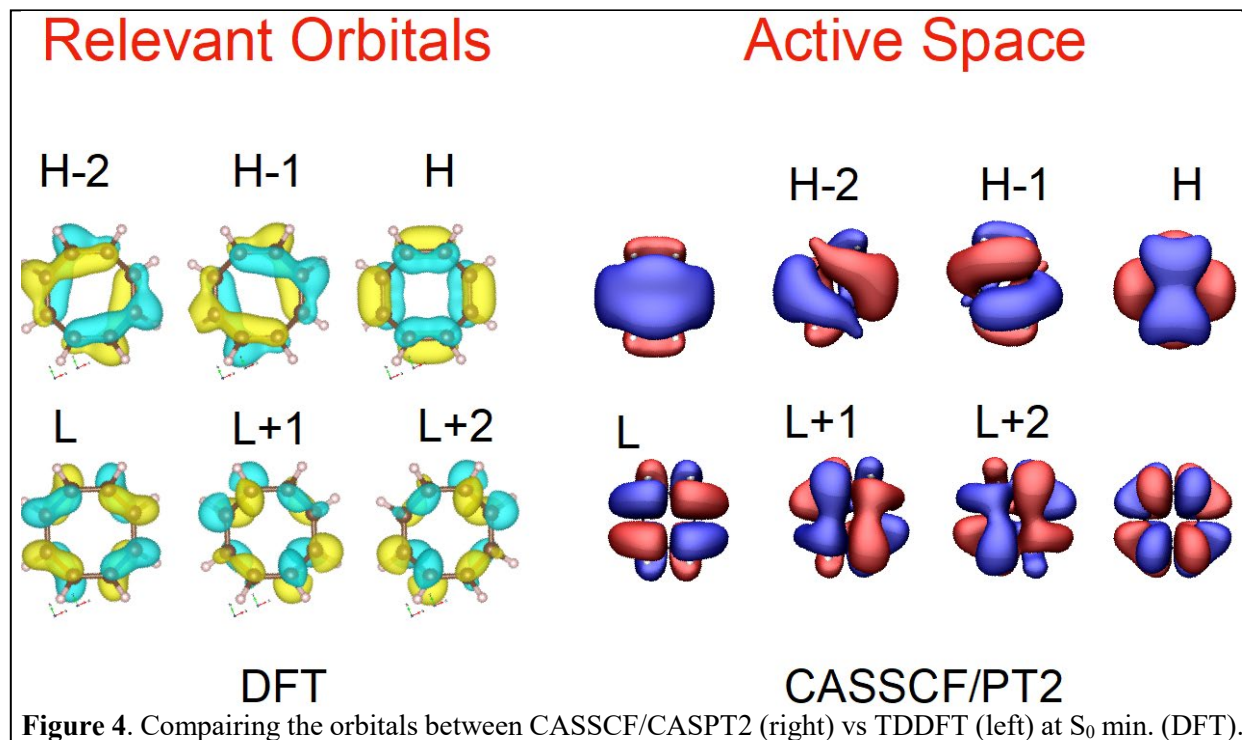 Relevant Orbitals Active Space
H-2 H-1 H H-2 H-1 H
L L+1 L+2 L L+1 L+2
DFT CASSCF/PT2
Figure 4. Compairing the orbitals between CASSCF/CASPT2 (right) vs TDDFT (left) at S₀ min. (DFT).